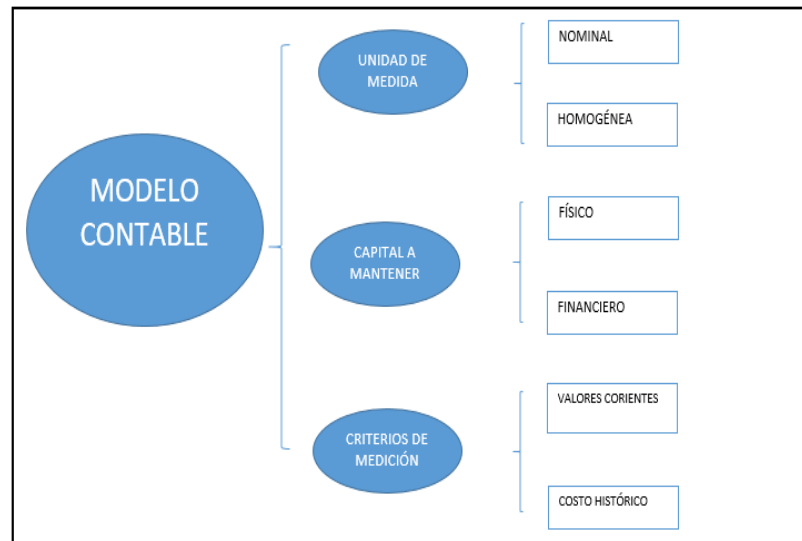 MODELO
CONTABLE
UNIDAD DE
MEDIDA
NOMINAL
HOMOGÉNEA
CAPITAL A
MANTENER
FÍSICO
FINANCIERO
CRITERIOS DE
MEDICIÓN
VALORES CORIENTES
COSTO HISTÓRICO